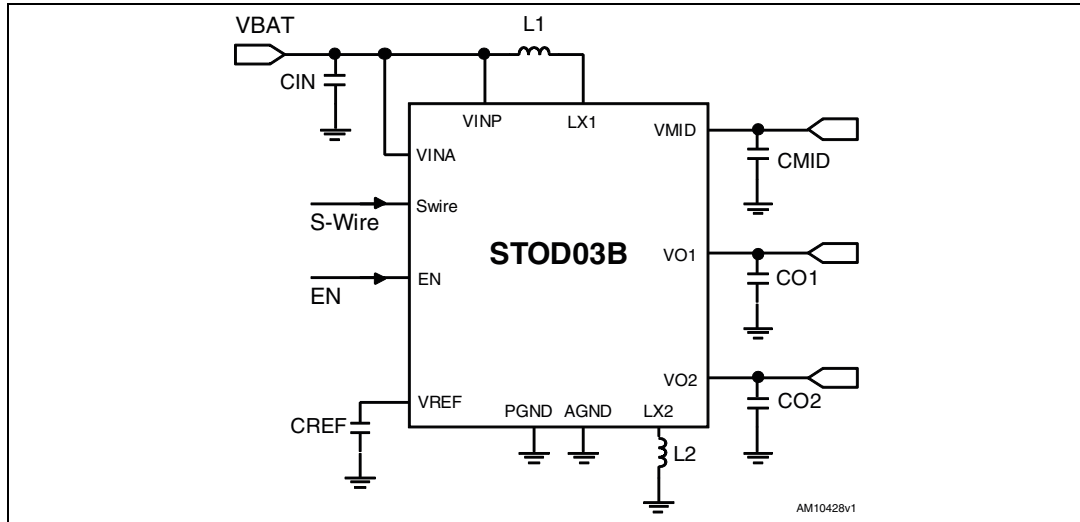 VBAT
L1
CIN
VINP
LX1
VMID
CMID
VINA
Swire
S-Wire
STOD03B
VO1
CO1
EN
EN
VO2
CO2
VREF
PGND
AGND
LX2
CREF
L2
AM10428v1